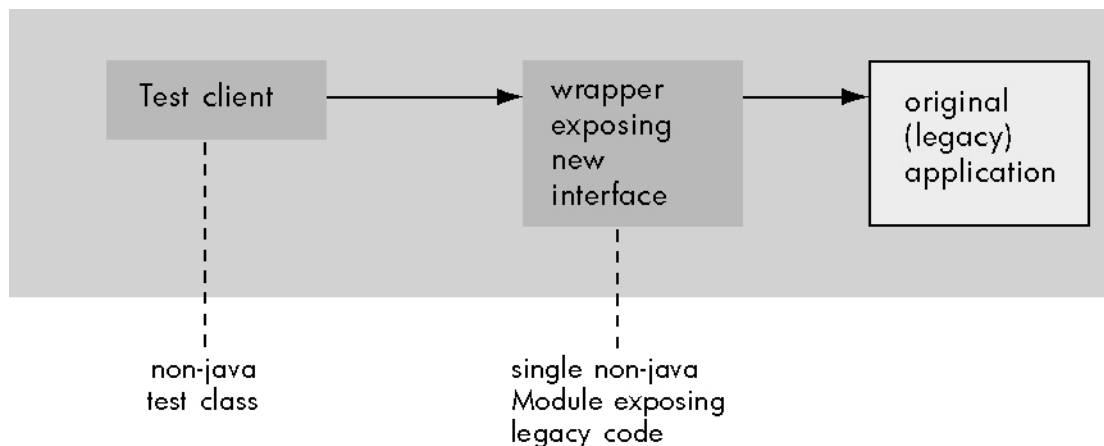 Test client
wrapper
exposing
new
interface
original
(legacy)
application
non-java
test class
single non-java
Module exposing
legacy code